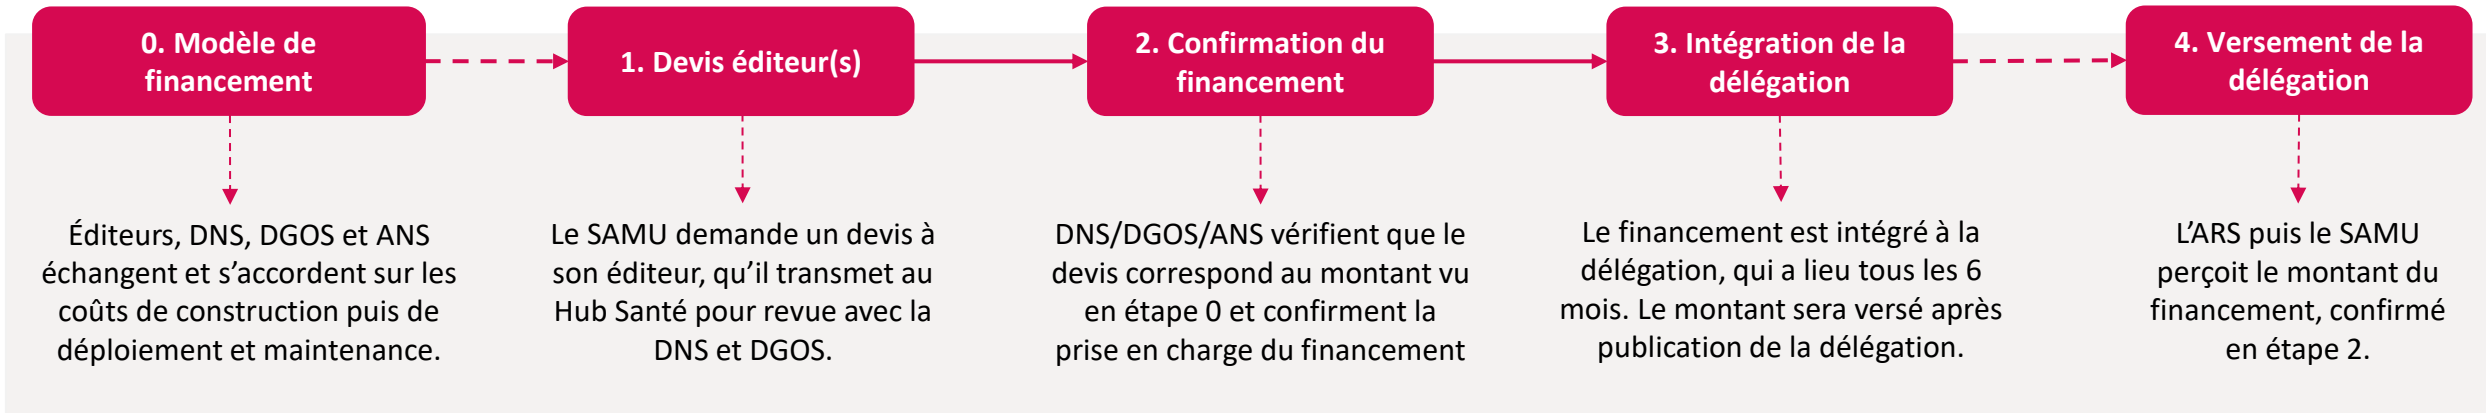 0. Modèle de
financement
1. Devis éditeur(s)
2. Confirmation du
financement
3. Intégration de la
délégation
4. Versement de la
délégation
Éditeurs, DNS, DGOS et ANS
échangent et s’accordent sur les
coûts de construction puis de
déploiement et maintenance.
Le SAMU demande un devis à
son éditeur, qu’il transmet au
Hub Santé pour revue avec la
DNS et DGOS.
DNS/DGOS/ANS vérifient que le
devis correspond au montant vu
en étape 0 et confirment la
prise en charge du financement
Le financement est intégré à la
délégation, qui a lieu tous les 6
mois. Le montant sera versé après
publication de la délégation.
L’ARS puis le SAMU
perçoit le montant du
financement, confirmé
en étape 2.